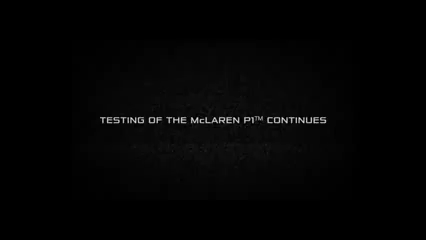 TESTING OF THE McLAREN P1™ CONTINUES